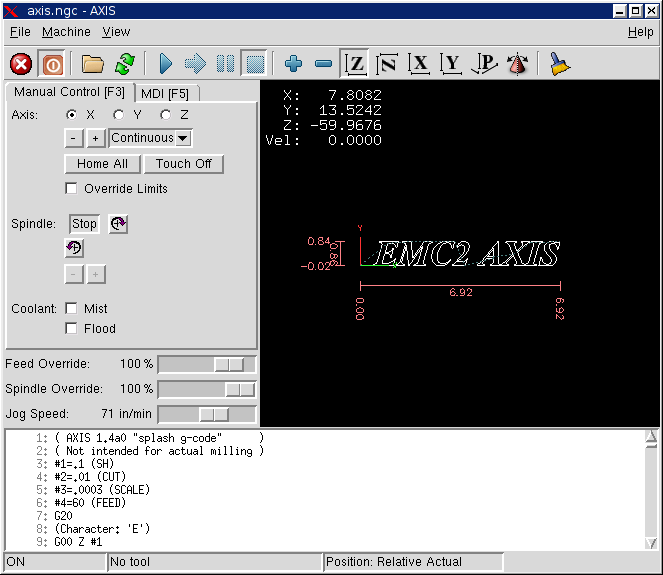 axis.ngc - AXIS
File Machine View Help
Z N X Y P
Manual Control [F3] MDI [F5]
Axis: X Y Z
- + Continuous
Home All Touch Off
Override Limits
Spindle: Stop
- +
Coolant: Mist
Flood
Feed Override: 100 %
Spindle Override: 100 %
Jog Speed: 71 in/min
X: 7.8082
Y: 13.5242
Z: -59.9676
Vel: 0.0000
Y
0.84
0.86
-0.02
EMC2 AXIS
6.92
0.00
6.92
1: ( AXIS 1.4a0 "splash g-code" )
2: ( Not intended for actual milling )
3: #1=.1 (SH)
4: #2=.01 (CUT)
5: #3=.0003 (SCALE)
6: #4=60 (FEED)
7: G20
8: (Character: 'E')
9: G00 Z #1
ON No tool Position: Relative Actual